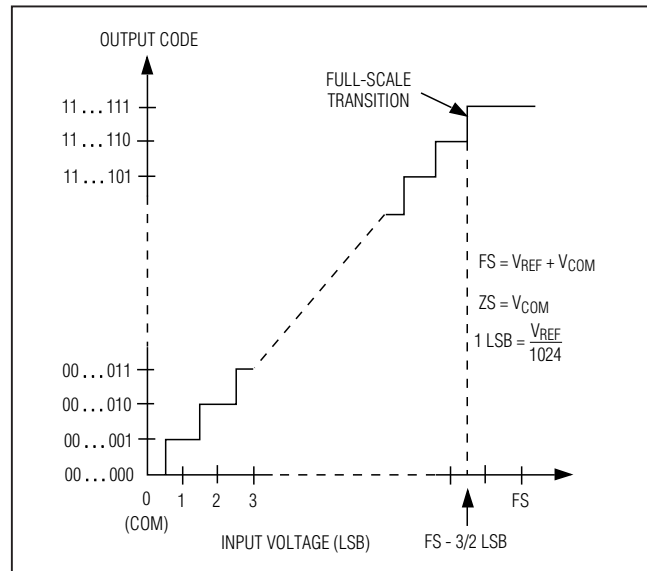 OUTPUT CODE
FULL-SCALE
TRANSITION
11...111
11...110
11...101
FS = VREF + VCOM
ZS = VCOM
1 LSB = VREF
1024
00...011
00...010
00...001
00...000
0 1 2 3 FS
(COM)
INPUT VOLTAGE (LSB) FS - 3/2 LSB